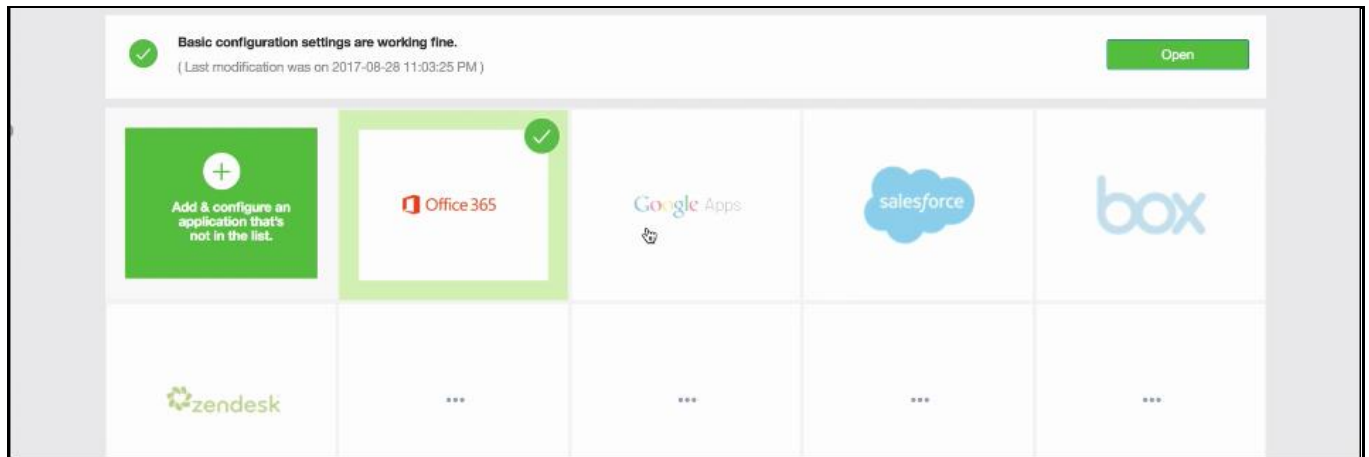 Basic configuration settings are working fine.
( Last modification was on 2017-08-28 11:03:25 PM )
Open
Add & configure an
application that's
not in the list.
Office 365
Google Apps
salesforce
box
zendesk
...
...
...
...